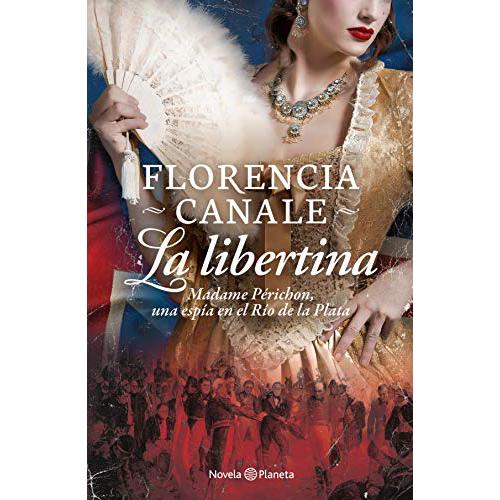 FLORENCIA
~ CANALE ~
La libertina
Madame Périchon,
una espía en el Río de la Plata
Novela Planeta